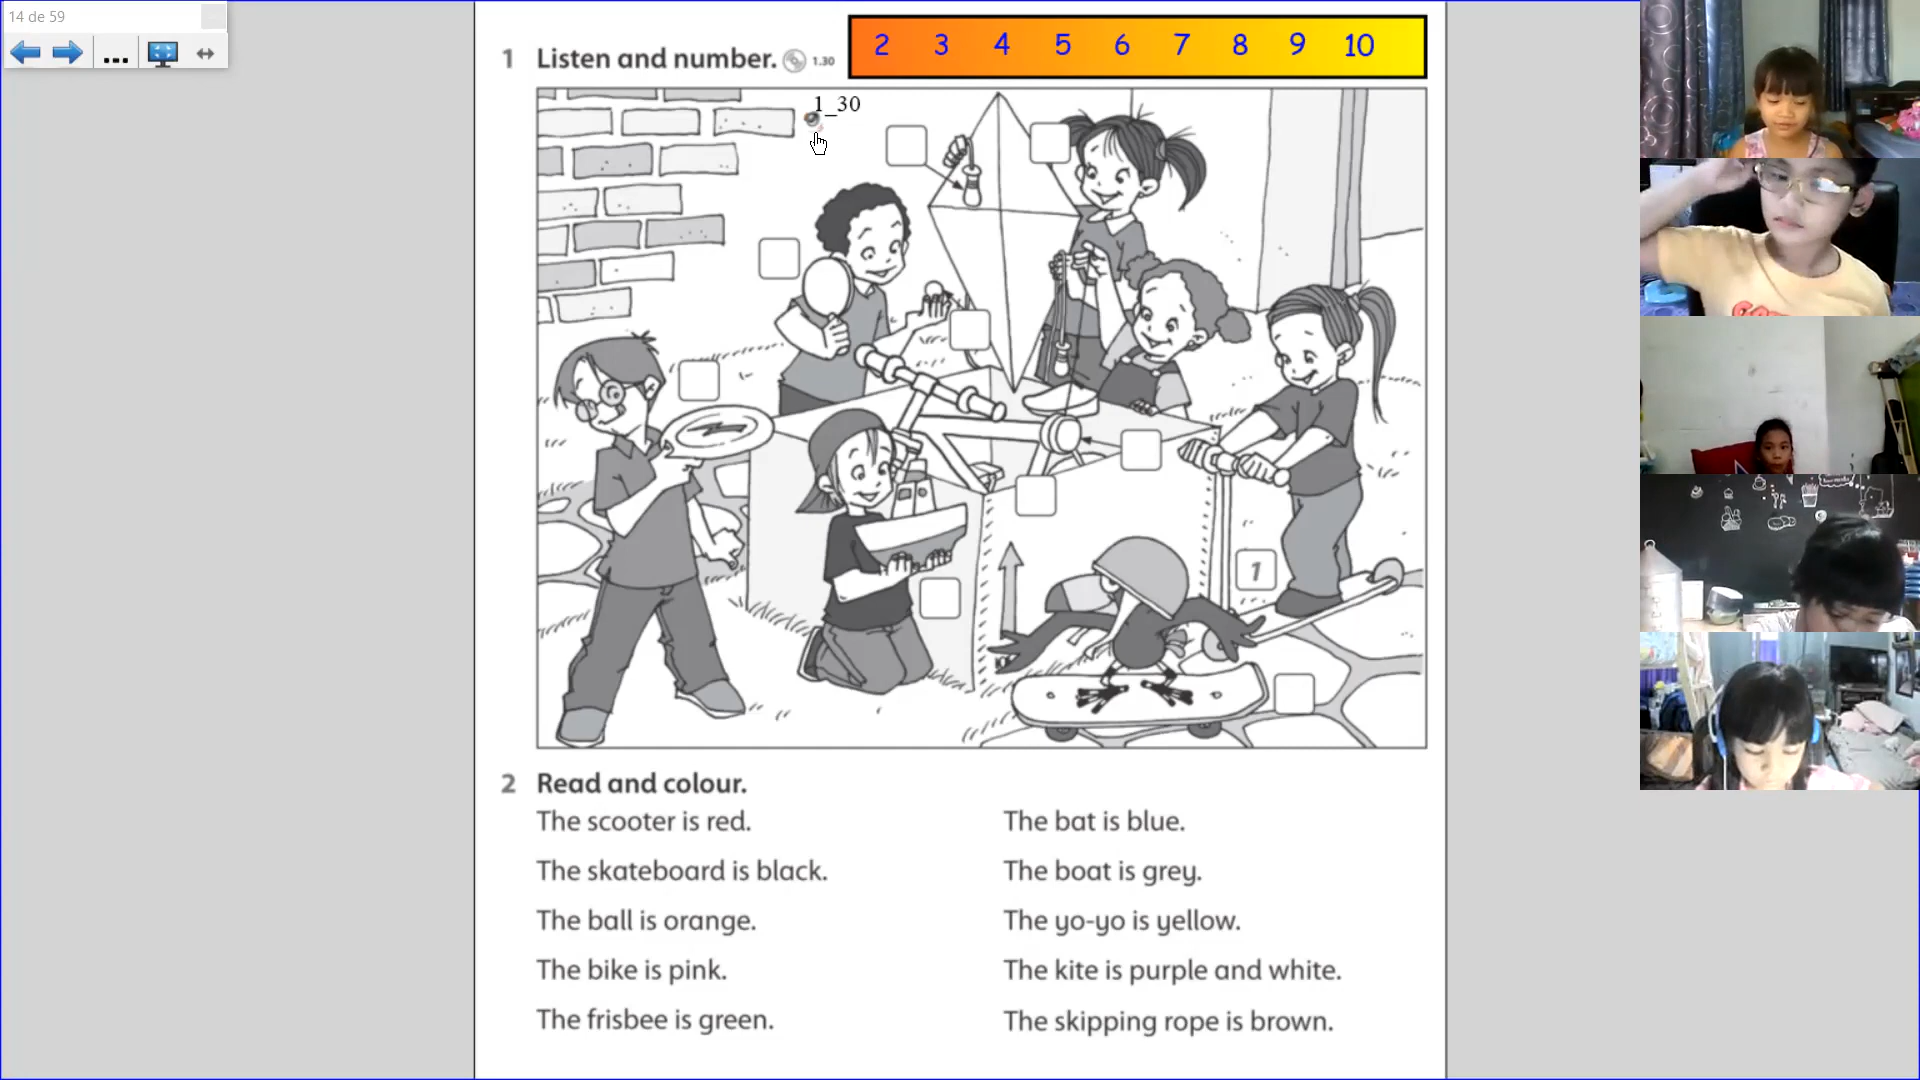 14 de 59
...
1 Listen and number. 1.30
2 3 4 5 6 7 8 9 10
1_30
1
2 Read and colour.
The scooter is red.
The skateboard is black.
The ball is orange.
The bike is pink.
The frisbee is green.
The bat is blue.
The boat is grey.
The yo-yo is yellow.
The kite is purple and white.
The skipping rope is brown.